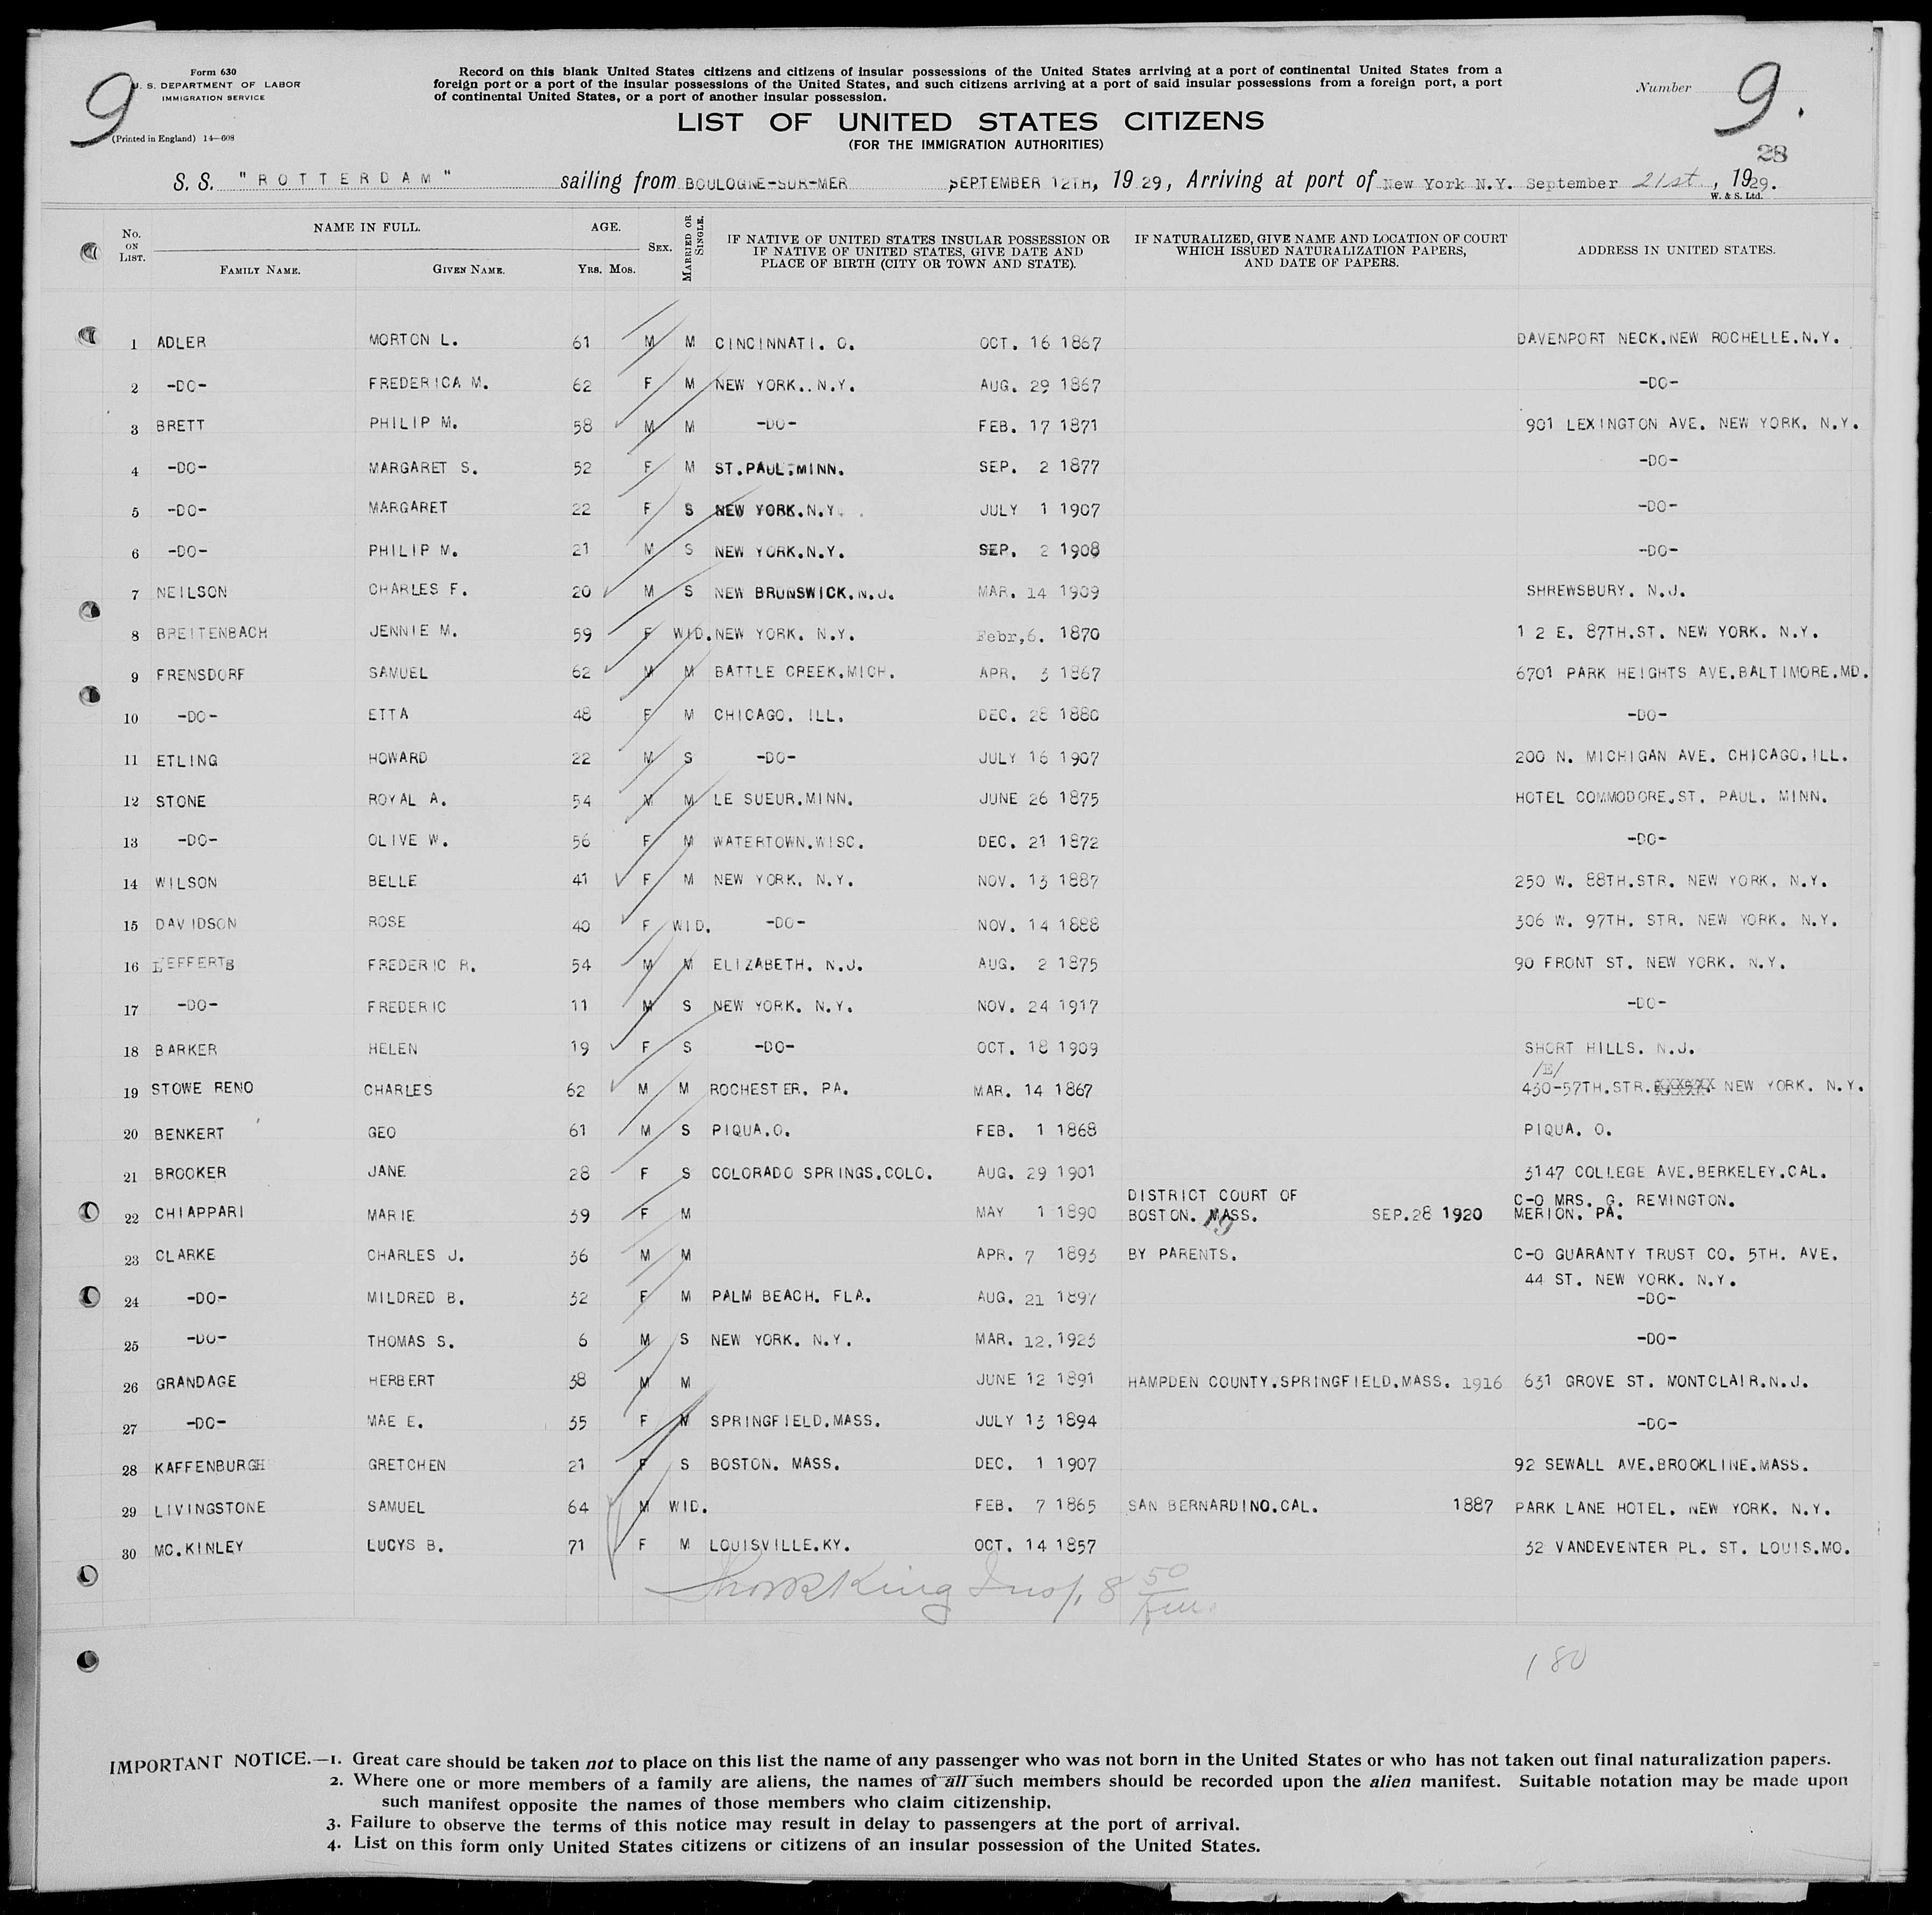 9
Form 630
U. S. DEPARTMENT OF LABOR
IMMIGRATION SERVICE
(Printed in England) 14—608
Record on this blank United States citizens and citizens of insular possessions of the United States arriving at a port of continental United States from a
foreign port or a port of the insular possessions of the United States, and such citizens arriving at a port of said insular possessions from a foreign port, a port
of continental United States, or a port of another insular possession.
Number 9.
28
LIST OF UNITED STATES CITIZENS
(FOR THE IMMIGRATION AUTHORITIES)
S. S. "ROTTERDAM" sailing from BOULOGNE-SUR-MER SEPTEMBER 12TH, 1929, Arriving at port of New York N.Y. September 21st, 1929.
W. & S. Ltd.
No. ON LIST. NAME IN FULL. FAMILY NAME. GIVEN NAME. AGE. YRS. MOS. SEX. MARRIED OR SINGLE. IF NATIVE OF UNITED STATES INSULAR POSSESSION OR IF NATIVE OF UNITED STATES, GIVE DATE AND PLACE OF BIRTH (CITY OR TOWN AND STATE). IF NATURALIZED, GIVE NAME AND LOCATION OF COURT WHICH ISSUED NATURALIZATION PAPERS, AND DATE OF PAPERS. ADDRESS IN UNITED STATES.
1 ADLER MORTON L. 61 M M CINCINNATI. O. OCT. 16 1867 DAVENPORT NECK.NEW ROCHELLE.N.Y.
2 -DO- FREDERICA M. 62 F M NEW YORK..N.Y. AUG. 29 1867 -DO-
3 BRETT PHILIP M. 58 M M -DO- FEB. 17 1871 901 LEXINGTON AVE. NEW YORK. N.Y.
4 -DO- MARGARET S. 52 F M ST.PAUL.MINN. SEP. 2 1877 -DO-
5 -DO- MARGARET 22 F S NEW YORK.N.Y. JULY 1 1907 -DO-
6 -DO- PHILIP M. 21 M S NEW YORK.N.Y. SEP. 2 1908 -DO-
7 NEILSON CHARLES F. 20 M S NEW BRUNSWICK.N.J. MAR. 14 1909 SHREWSBURY. N.J.
8 BREITENBACH JENNIE M. 59 F WID. NEW YORK. N.Y. Febr,6. 1870 1 2 E. 87TH.ST. NEW YORK. N.Y.
9 FRENSDORF SAMUEL 62 M M BATTLE CREEK.MICH. APR. 3 1867 6701 PARK HEIGHTS AVE.BALTIMORE.MD.
10 -DO- ETTA 48 F M CHICAGO. ILL. DEC. 28 1880 -DO-
11 ETLING HOWARD 22 M S -DO- JULY 16 1907 200 N. MICHIGAN AVE. CHICAGO.ILL.
12 STONE ROYAL A. 54 M M LE SUEUR.MINN. JUNE 26 1875 HOTEL COMMODORE.ST. PAUL. MINN.
13 -DO- OLIVE W. 56 F M WATERTOWN.WISC. DEC. 21 1872 -DO-
14 WILSON BELLE 41 F M NEW YORK. N.Y. NOV. 13 1887 250 W. 88TH.STR. NEW YORK. N.Y.
15 DAVIDSON ROSE 40 F WID. -DO- NOV. 14 1888 306 W. 97TH. STR. NEW YORK. N.Y.
16 LEFFERTS FREDERIC R. 54 M M ELIZABETH. N.J. AUG. 2 1875 90 FRONT ST. NEW YORK. N.Y.
17 -DO- FREDERIC 11 M S NEW YORK. N.Y. NOV. 24 1917 -DO-
18 BARKER HELEN 19 F S -DO- OCT. 18 1909 SHORT HILLS. N.J.
/E/
19 STOWE RENO CHARLES 62 M M ROCHESTER. PA. MAR. 14 1867 430-57TH.STR. NEW YORK. N.Y.
20 BENKERT GEO 61 M S PIQUA.O. FEB. 1 1868 PIQUA. O.
21 BROOKER JANE 28 F S COLORADO SPRINGS.COLO. AUG. 29 1901 3147 COLLEGE AVE.BERKELEY.CAL.
22 CHIAPPARI MARIE 39 F M MAY 1 1890 DISTRICT COURT OF BOSTON. MASS. SEP.28 1920 C-O MRS. G. REMINGTON. MERION. PA.
19
23 CLARKE CHARLES J. 36 M M APR. 7 1893 BY PARENTS. C-O GUARANTY TRUST CO. 5TH. AVE.
44 ST. NEW YORK. N.Y.
24 -DO- MILDRED B. 32 F M PALM BEACH. FLA. AUG. 21 1897 -DO-
25 -DO- THOMAS S. 6 M S NEW YORK. N.Y. MAR. 12.1923 -DO-
26 GRANDAGE HERBERT 38 M M JUNE 12 1891 HAMPDEN COUNTY.SPRINGFIELD.MASS. 1916 631 GROVE ST. MONTCLAIR.N.J.
27 -DO- MAE E. 35 F M SPRINGFIELD.MASS. JULY 13 1894 -DO-
28 KAFFENBURGH GRETCHEN 21 F S BOSTON. MASS. DEC. 1 1907 92 SEWALL AVE.BROOKLINE.MASS.
29 LIVINGSTONE SAMUEL 64 M WID. FEB. 7 1865 SAN BERNARDINO.CAL. 1887 PARK LANE HOTEL. NEW YORK. N.Y.
30 MC.KINLEY LUCYS B. 71 F M LOUISVILLE.KY. OCT. 14 1857 32 VANDEVENTER PL. ST. LOUIS.MO.
King Insp. 8 50
180
IMPORTANT NOTICE.—1. Great care should be taken not to place on this list the name of any passenger who was not born in the United States or who has not taken out final naturalization papers.
2. Where one or more members of a family are aliens, the names of all such members should be recorded upon the alien manifest. Suitable notation may be made upon
such manifest opposite the names of those members who claim citizenship.
3. Failure to observe the terms of this notice may result in delay to passengers at the port of arrival.
4. List on this form only United States citizens or citizens of an insular possession of the United States.